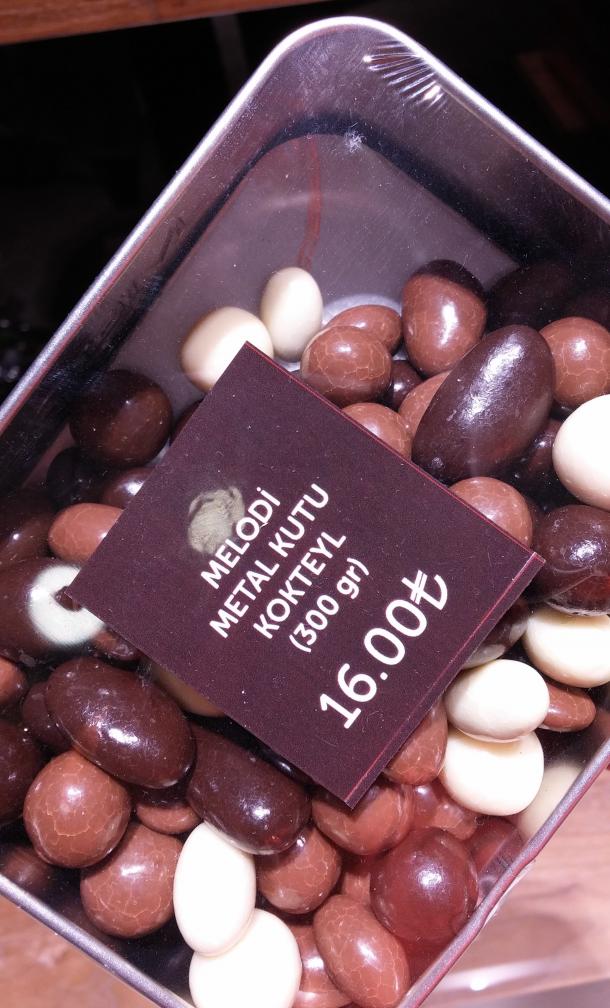 MELODİ
METAL KUTU
KOKTEYL
(300 gr)
16.00₺